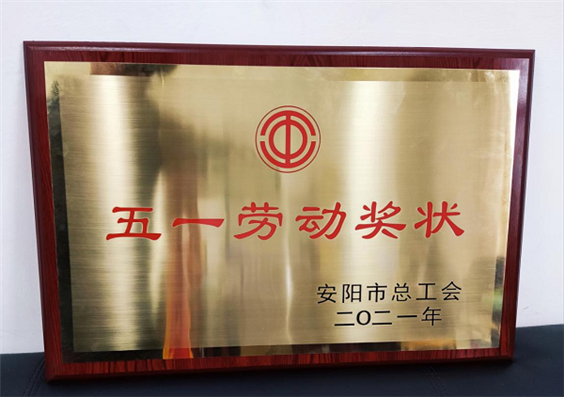 五一劳动奖状
安阳市总工会
二〇二一年